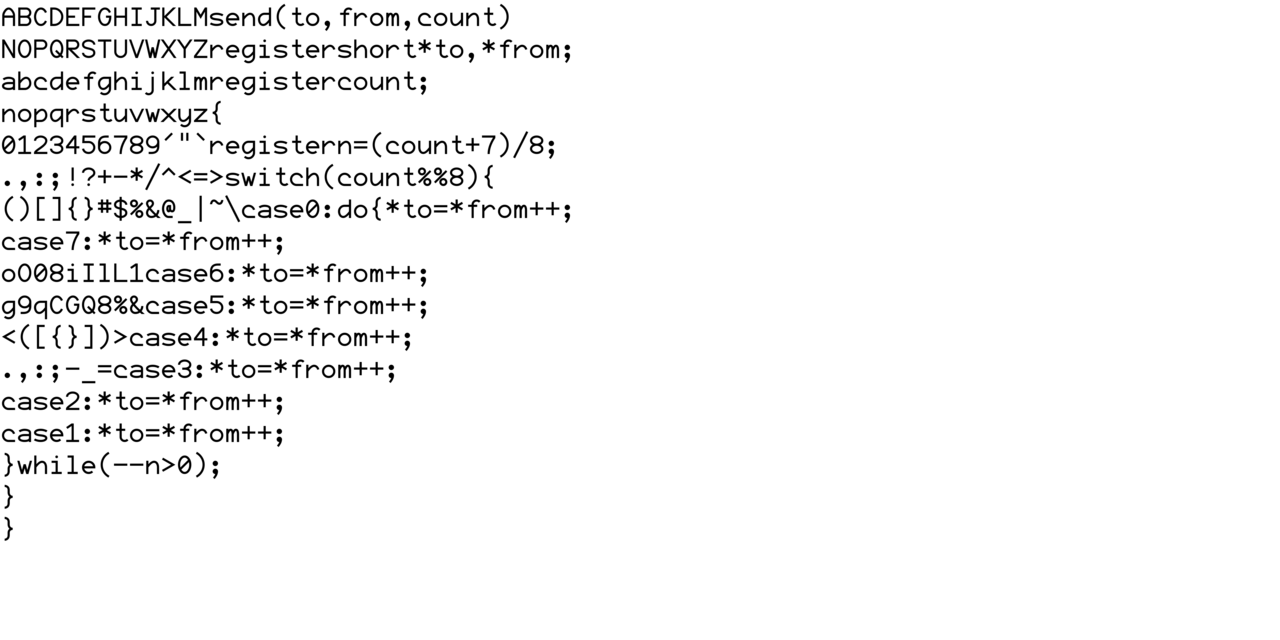 ABCDEFGHIJKLMsend(to,from,count)
NOPQRSTUVWXYZregistershort*to,*from;
abcdefghijklmregistercount;
nopqrstuvwxyz{
0123456789´"`registern=(count+7)/8;
.,:;!?+-*/^<=>switch(count%%8){
()[]{}#$%&@_|~\case0:do{*to=*from++;
case7:*to=*from++;
oO08iIlL1case6:*to=*from++;
g9qCGQ8%&case5:*to=*from++;
<([{}])>case4:*to=*from++;
.,:;-_=case3:*to=*from++;
case2:*to=*from++;
case1:*to=*from++;
}while(--n>0);
}
}